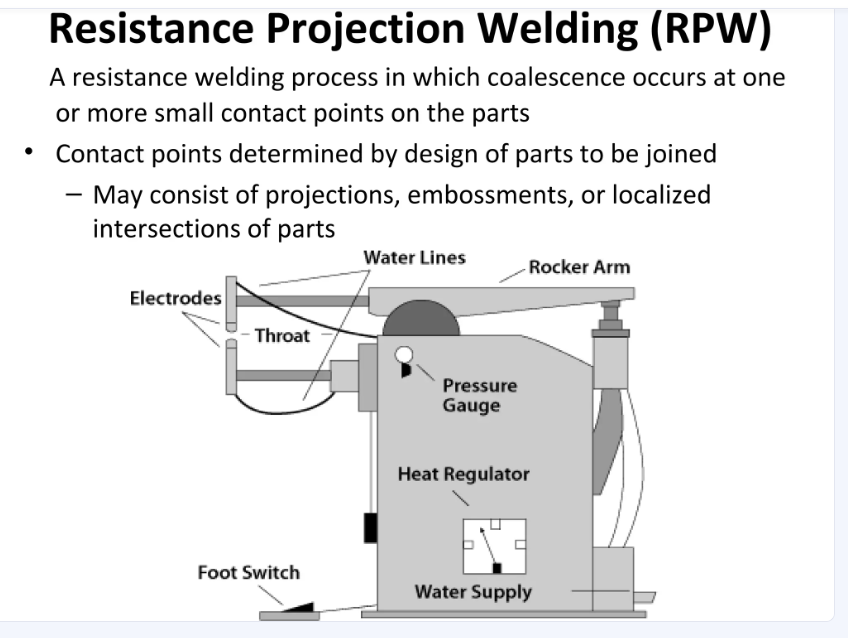 Resistance Projection Welding (RPW)
A resistance welding process in which coalescence occurs at one
or more small contact points on the parts
• Contact points determined by design of parts to be joined
– May consist of projections, embossments, or localized
intersections of parts
Water Lines
Rocker Arm
Electrodes
Throat
Pressure
Gauge
Heat Regulator
Foot Switch
Water Supply